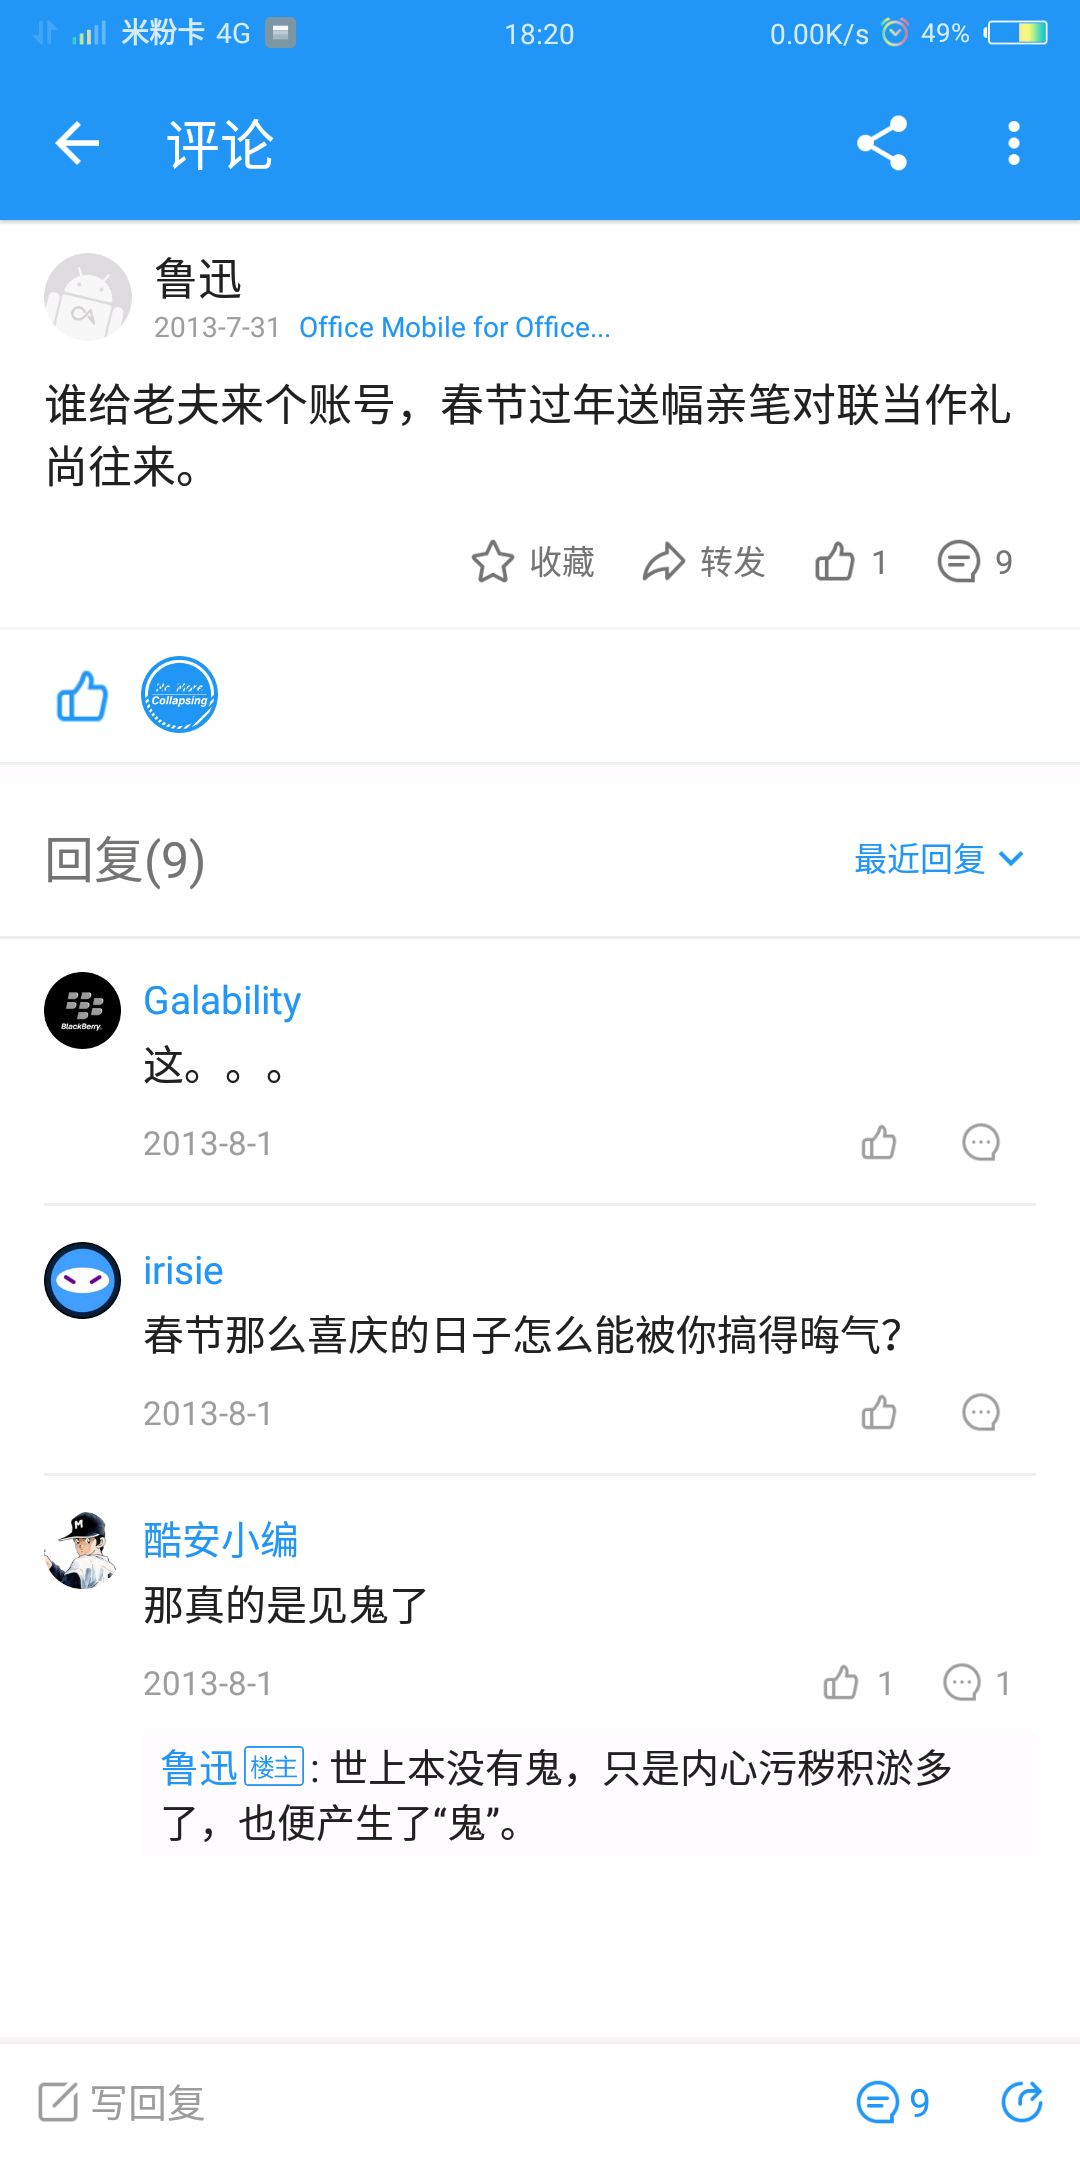 米粉卡 4G 18:20 0.00K/s 49%
评论
鲁迅
2013-7-31 Office Mobile for Office...
谁给老夫来个账号，春节过年送幅亲笔对联当作礼
尚往来。
收藏 转发 1 9
No More
Collapsing
回复(9) 最近回复
BlackBerry.
Galability
这。。。
2013-8-1
irisie
春节那么喜庆的日子怎么能被你搞得晦气？
2013-8-1
M
酷安小编
那真的是见鬼了
2013-8-1 1 1
鲁迅 楼主 : 世上本没有鬼，只是内心污秽积淤多
了，也便产生了“鬼”。
写回复 9